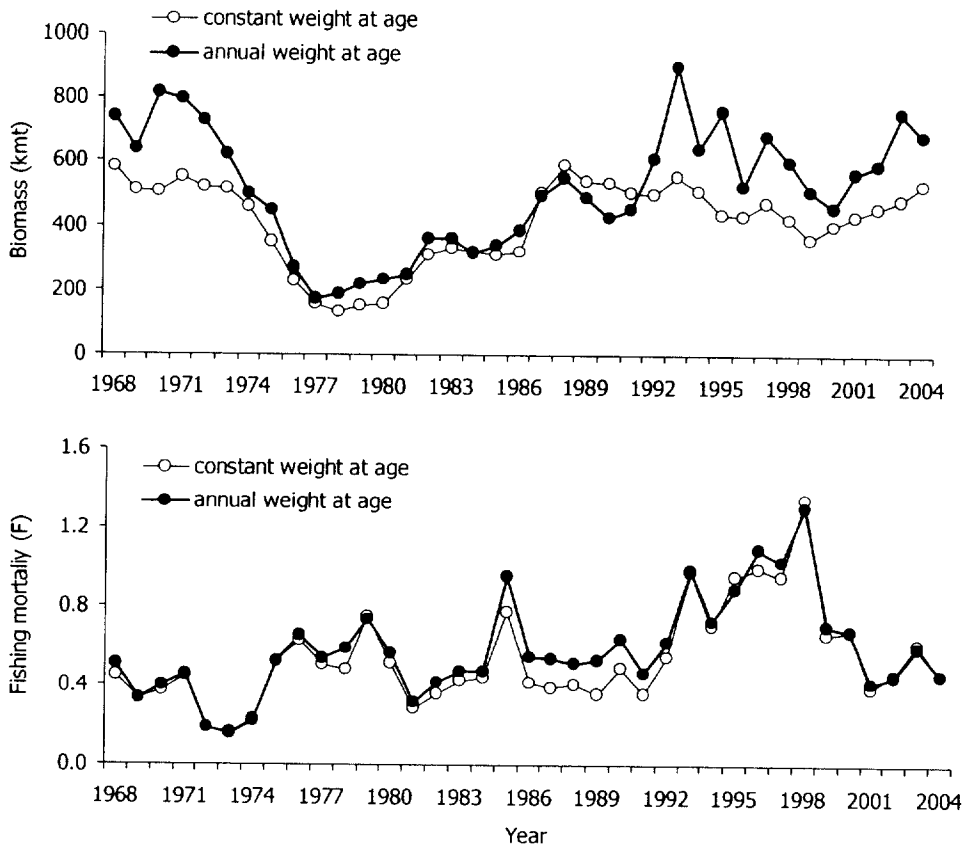 constant weight at age
annual weight at age
Biomass (kmt)
1000
800
600
400
200
0
1968 1971 1974 1977 1980 1983 1986 1989 1992 1995 1998 2001 2004
constant weight at age
annual weight at age
Fishing mortaliy (F)
1.6
1.2
0.8
0.4
0.0
1968 1971 1974 1977 1980 1983 1986 1989 1992 1995 1998 2001 2004
Year